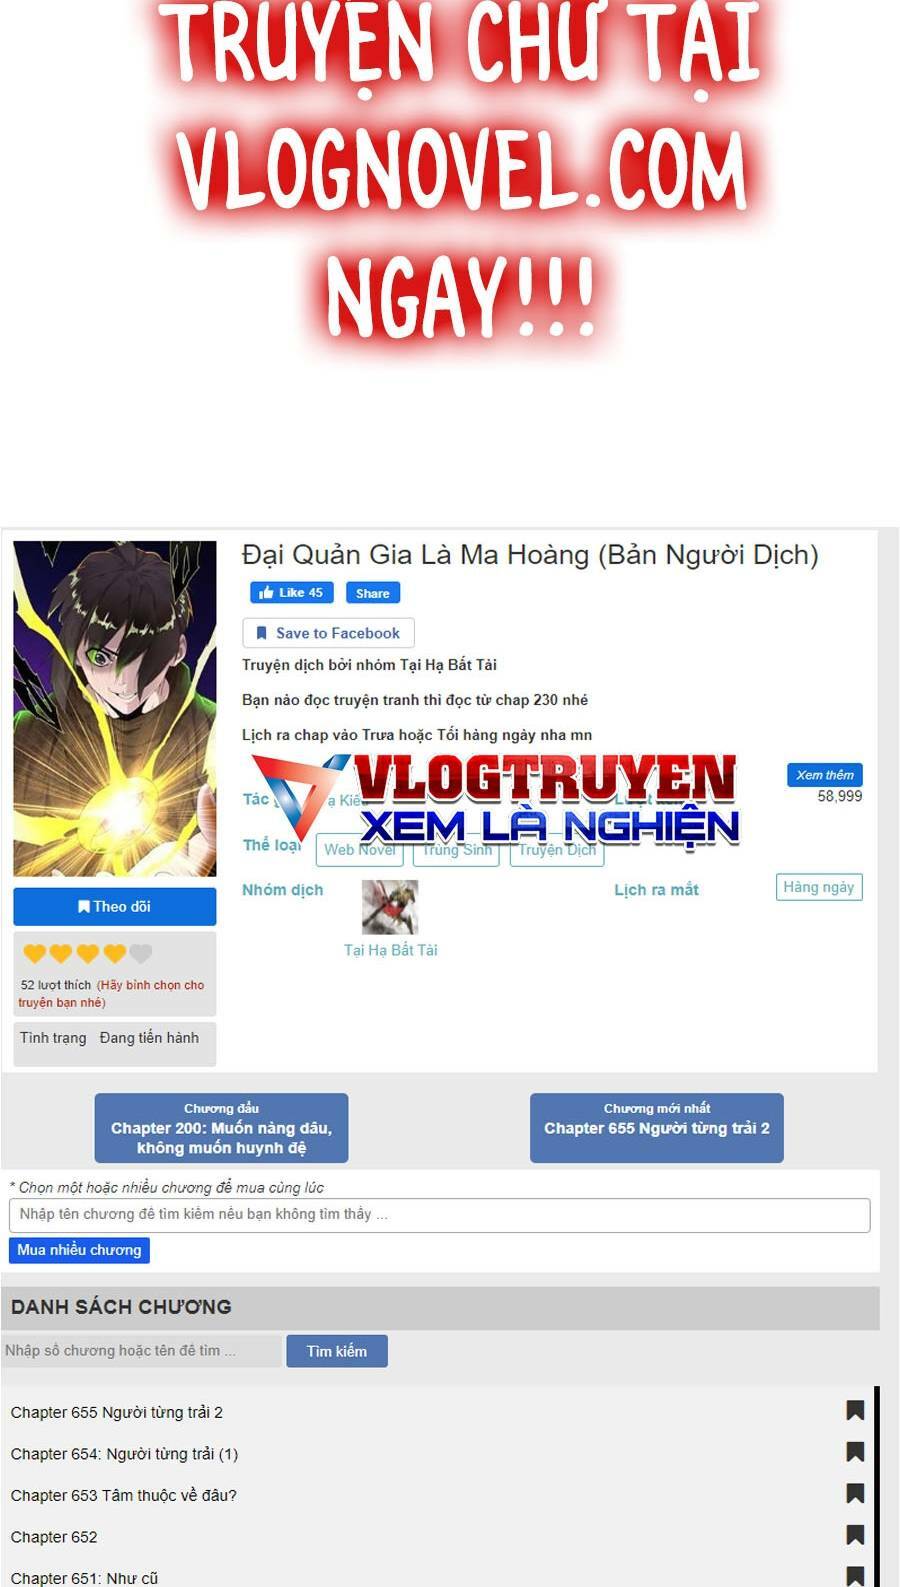 TRUYỆN CHỮ TẠI
VLOGNOVEL.COM
NGAY!!!
Đại Quản Gia Là Ma Hoàng (Bản Người Dịch)
Like 45 Share
Save to Facebook
Truyện dịch bởi nhóm Tại Hạ Bất Tài
Bạn nào đọc truyện tranh thì đọc từ chap 230 nhé
Lịch ra chap vào Trưa hoặc Tối hàng ngày nha mn
VLOGTRUYEN
XEM LÀ NGHIỆN
Xem thêm
Tác
58,999
Thể loại Web Novel Trùng Sinh Truyện Dịch
Nhóm dịch
Tại Hạ Bất Tài
Lịch ra mắt Hàng ngày
Theo dõi
52 lượt thích (Hãy bình chọn cho
truyện bạn nhé)
Tình trạng Đang tiến hành
Chương đầu
Chapter 200: Muốn nàng dâu,
không muốn huynh đệ
Chương mới nhất
Chapter 655 Người từng trải 2
* Chọn một hoặc nhiều chương để mua cùng lúc
Nhập tên chương để tìm kiếm nếu bạn không tìm thấy ...
Mua nhiều chương
DANH SÁCH CHƯƠNG
Nhập số chương hoặc tên để tìm ... Tìm kiếm
Chapter 655 Người từng trải 2
Chapter 654: Người từng trải (1)
Chapter 653 Tâm thuộc về đâu?
Chapter 652
Chapter 651: Như cũ